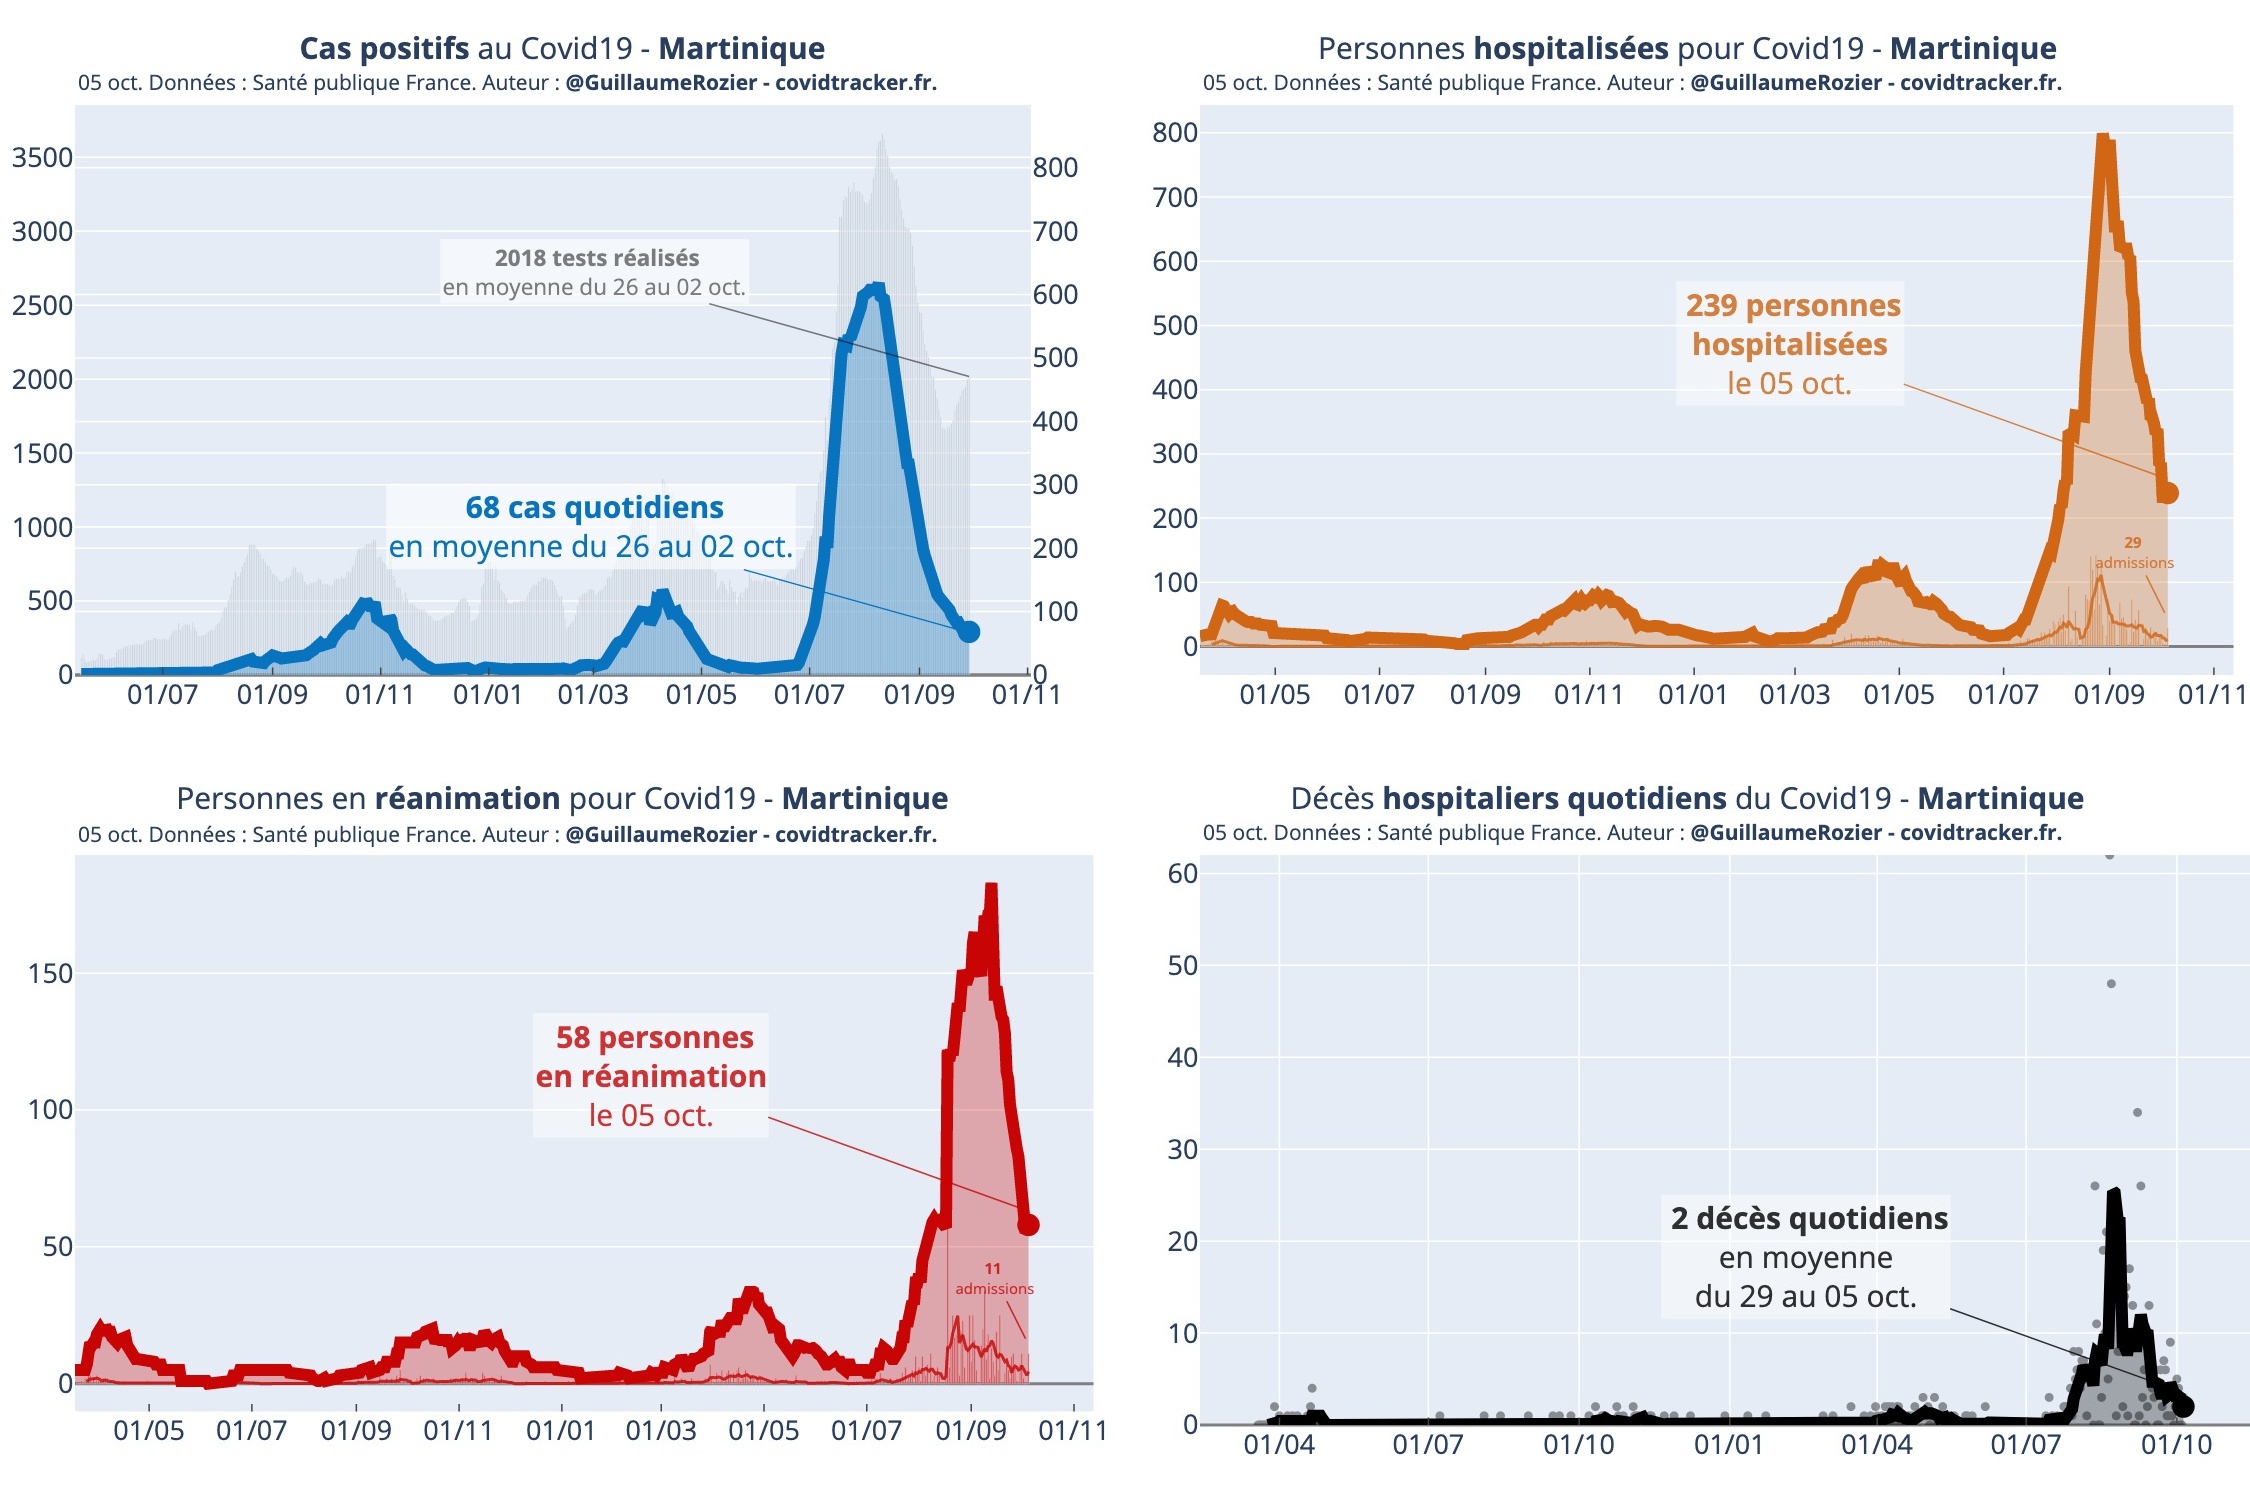 Cas positifs au Covid19 - Martinique
05 oct. Données : Santé publique France. Auteur : @GuillaumeRozier - covidtracker.fr.
3500
3000
2500
2000
1500
1000
500
0
800
700
600
500
400
300
200
100
0
2018 tests réalisés
en moyenne du 26 au 02 oct.
68 cas quotidiens
en moyenne du 26 au 02 oct.
01/07 01/09 01/11 01/01 01/03 01/05 01/07 01/09 01/11
Personnes hospitalisées pour Covid19 - Martinique
05 oct. Données : Santé publique France. Auteur : @GuillaumeRozier - covidtracker.fr.
800
700
600
500
400
300
200
100
0
239 personnes
hospitalisées
le 05 oct.
29
admissions
01/05 01/07 01/09 01/11 01/01 01/03 01/05 01/07 01/09 01/11
Personnes en réanimation pour Covid19 - Martinique
05 oct. Données : Santé publique France. Auteur : @GuillaumeRozier - covidtracker.fr.
150
100
50
0
58 personnes
en réanimation
le 05 oct.
11
admissions
01/05 01/07 01/09 01/11 01/01 01/03 01/05 01/07 01/09 01/11
Décès hospitaliers quotidiens du Covid19 - Martinique
05 oct. Données : Santé publique France. Auteur : @GuillaumeRozier - covidtracker.fr.
60
50
40
30
20
10
0
2 décès quotidiens
en moyenne
du 29 au 05 oct.
01/04 01/07 01/10 01/01 01/04 01/07 01/10